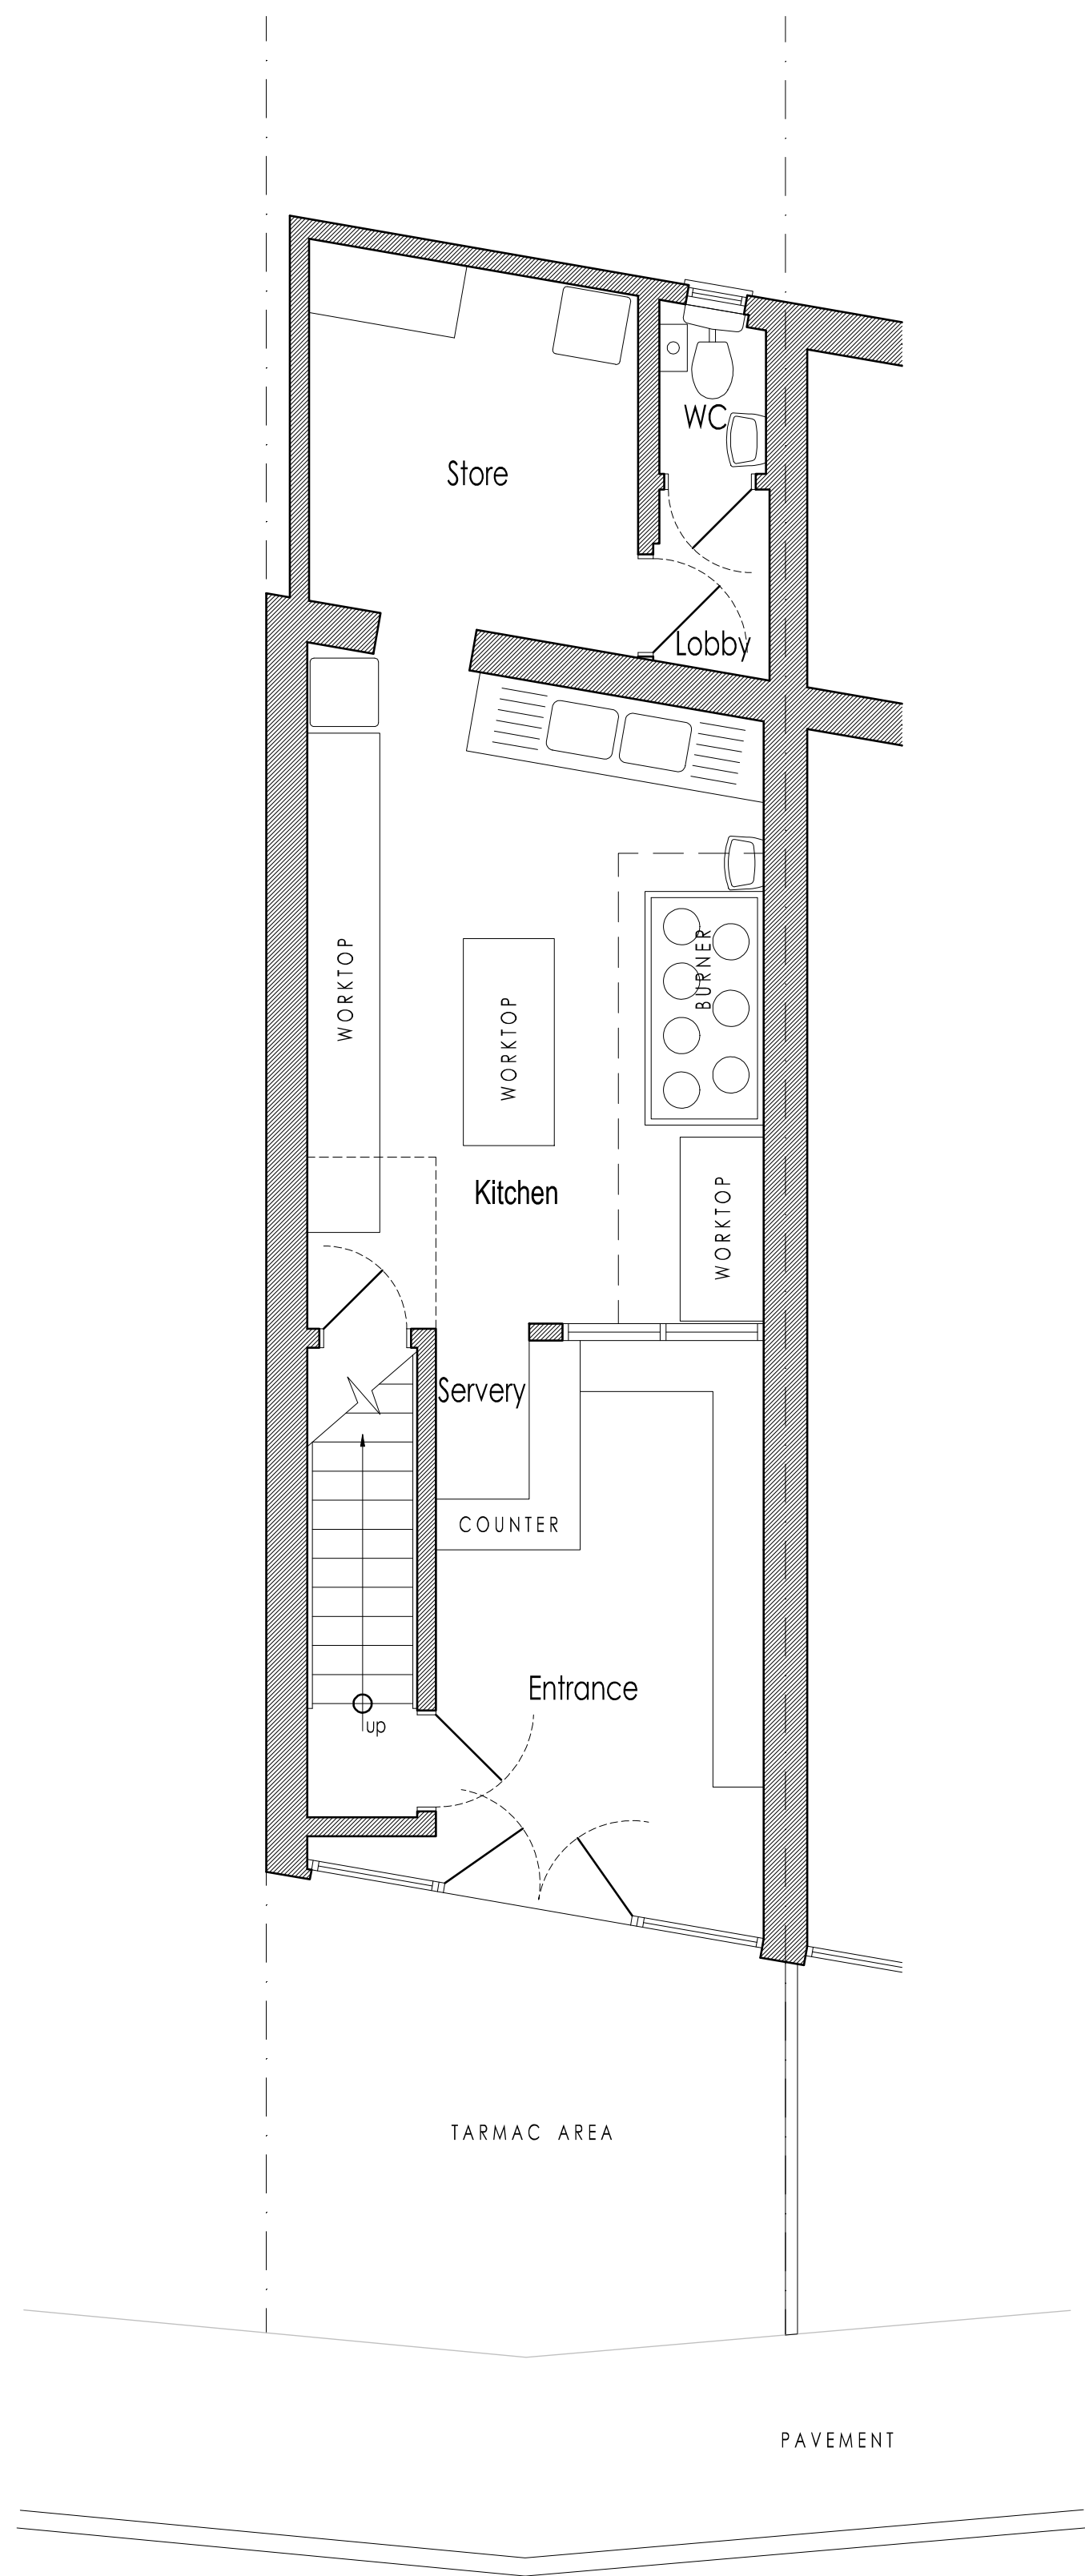 WC
Store
Lobby
WORKTOP
BURNER
WORKTOP
Kitchen
WORKTOP
Servery
COUNTER
Entrance
up
TARMAC AREA
PAVEMENT